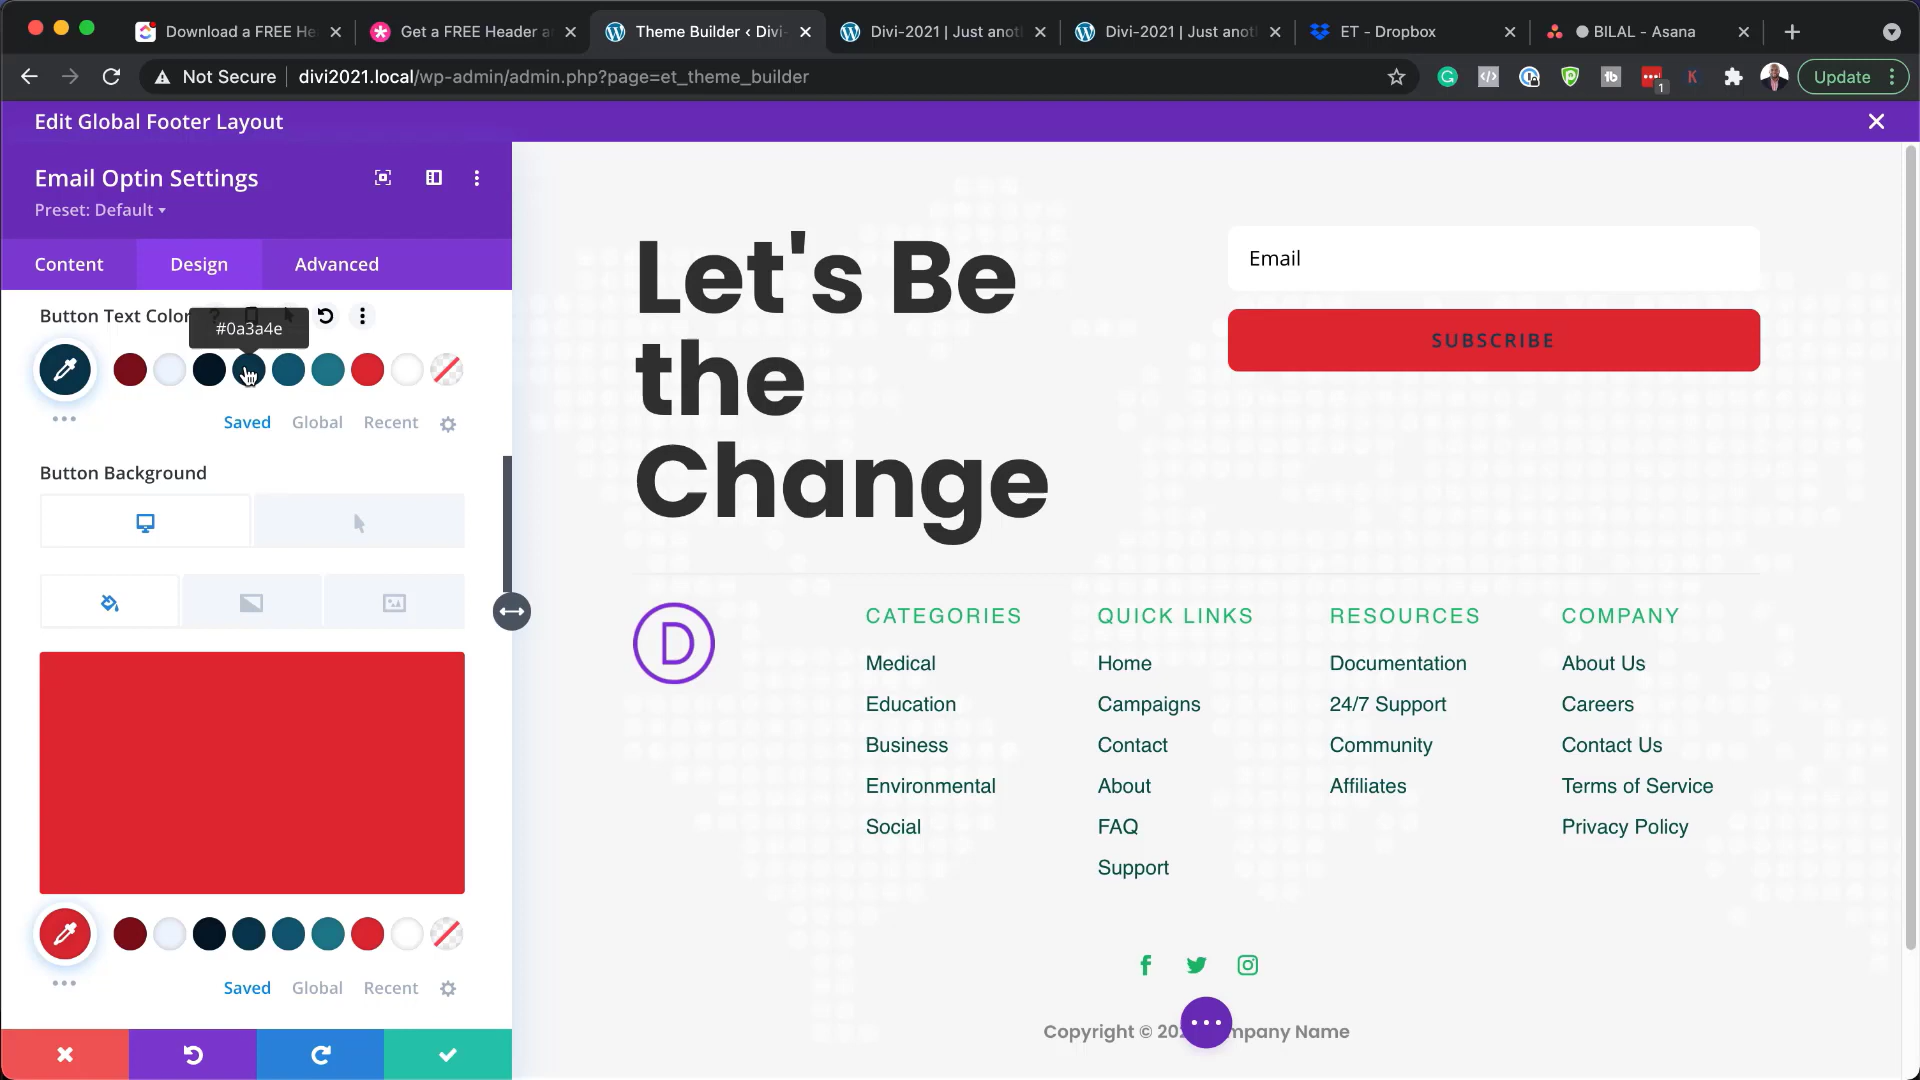 Download a FREE He
Get a FREE Header a
Theme Builder ‹ Divi-
Divi-2021 | Just anot
Divi-2021 | Just anot
ET - Dropbox
BILAL - Asana
Not Secure
divi2021.local/wp-admin/admin.php?page=et_theme_builder
1
Update
Edit Global Footer Layout
Email Optin Settings
Preset: Default
Content
Design
Advanced
Button Text Color
#0a3a4e
Saved
Global
Recent
Button Background
Saved
Global
Recent
Let's Be
the
Change
Email
SUBSCRIBE
D
CATEGORIES
Medical
Education
Business
Environmental
Social
QUICK LINKS
Home
Campaigns
Contact
About
FAQ
Support
RESOURCES
Documentation
24/7 Support
Community
Affiliates
COMPANY
About Us
Careers
Contact Us
Terms of Service
Privacy Policy
Copyright © 202 mpany Name